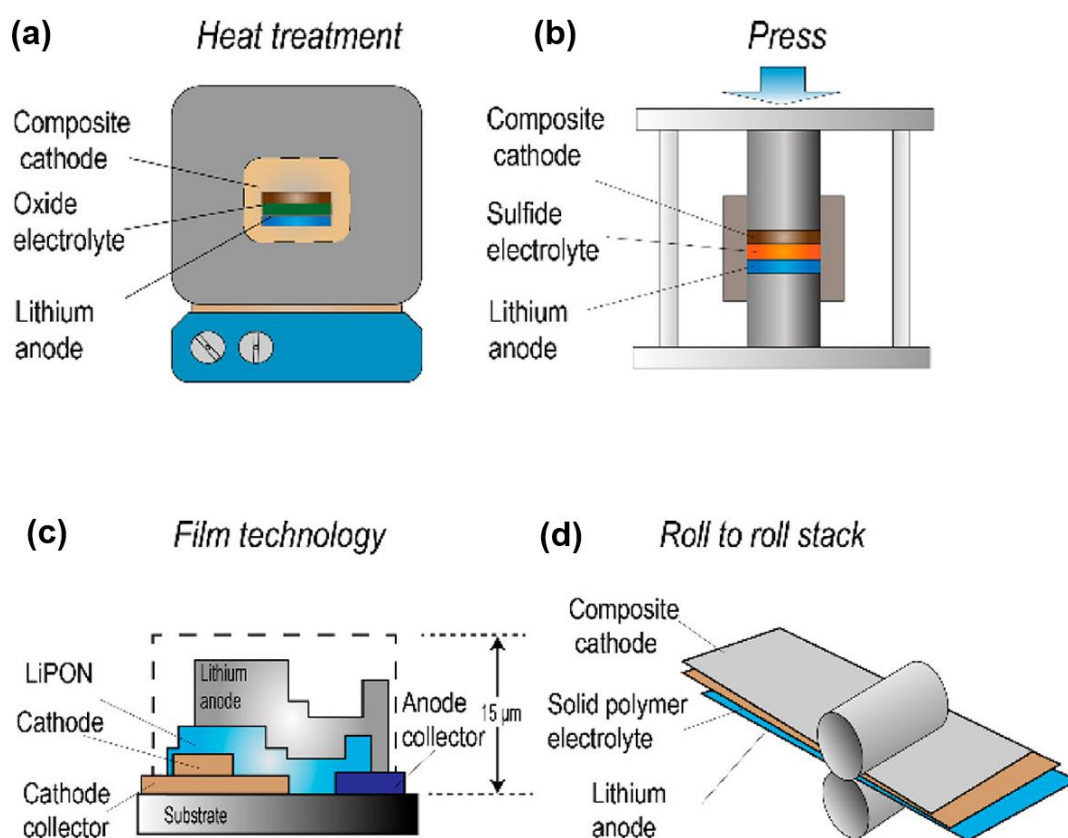 (a)
Heat treatment
Composite
cathode
Oxide
electrolyte
Lithium
anode
(b)
Press
Composite
cathode
Sulfide
electrolyte
Lithium
anode
(c)
Film technology
LiPON
Cathode
Cathode
collector
Lithium
anode
Anode
collector
15 μm
Substrate
(d)
Roll to roll stack
Composite
cathode
Solid polymer
electrolyte
Lithium
anode